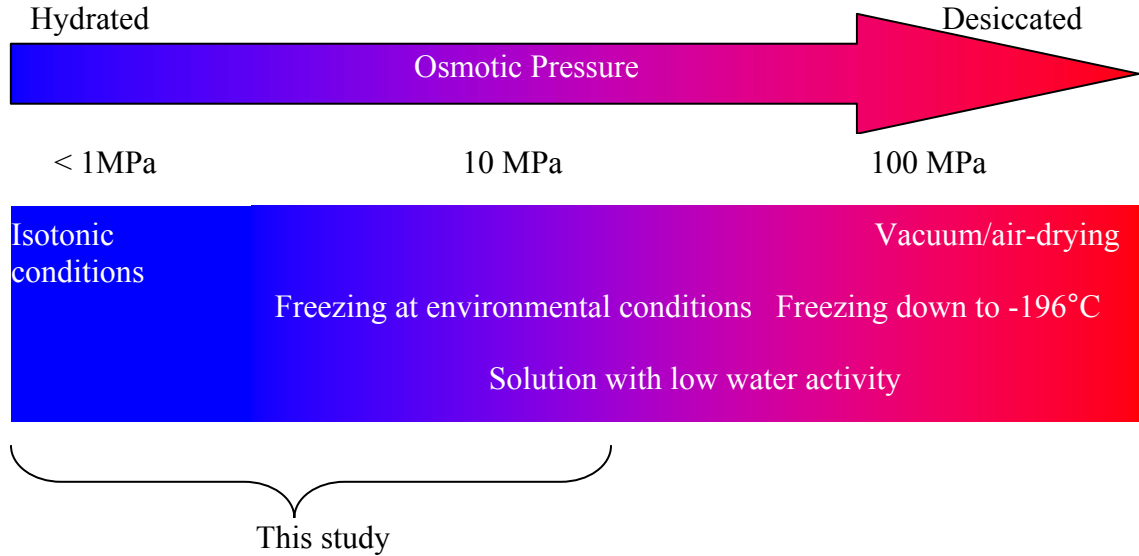 Hydrated
Desiccated
Osmotic Pressure
< 1MPa
10 MPa
100 MPa
Isotonic
conditions
Vacuum/air-drying
Freezing at environmental conditions
Freezing down to -196°C
Solution with low water activity
This study